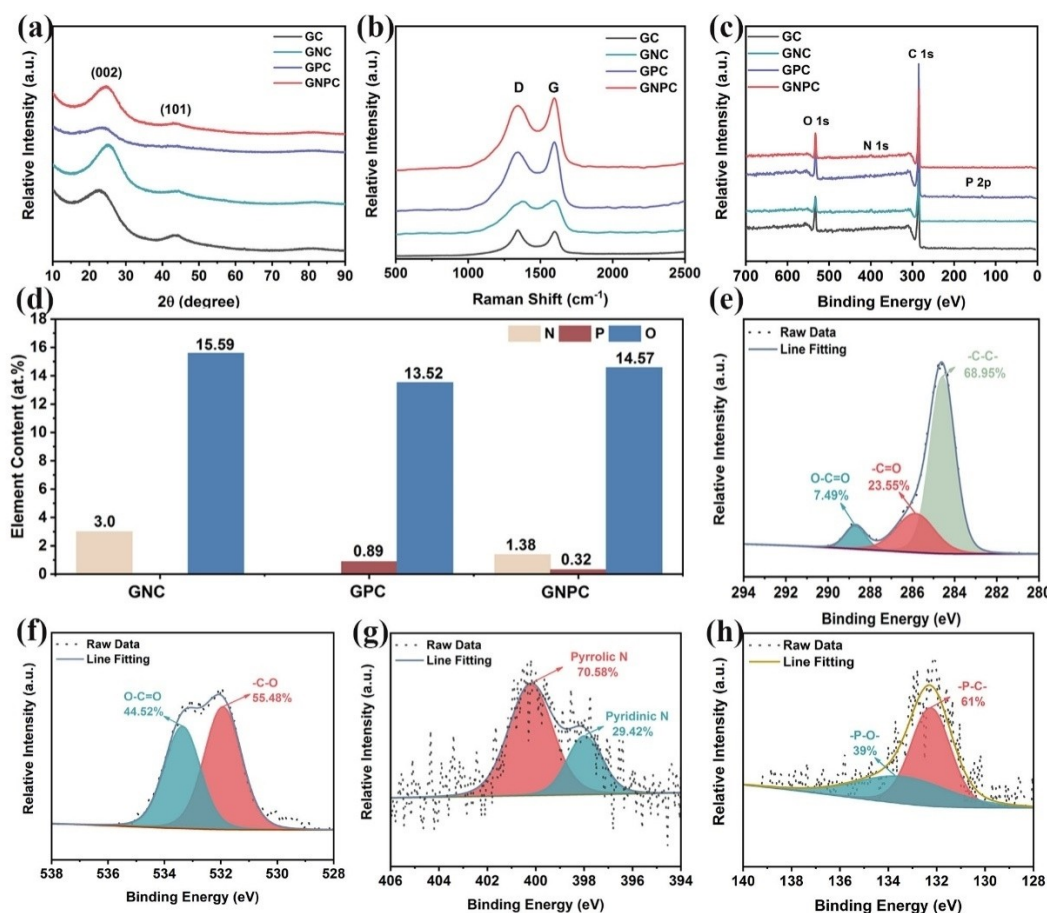 (a)
GC
GNC
GPC
GNPC
(002)
(101)
Relative Intensity (a.u.)
10 20 30 40 50 60 70 80 90
2θ (degree)
(b)
GC
GNC
GPC
GNPC
D G
Relative Intensity (a.u.)
500 1000 1500 2000 2500
Raman Shift (cm⁻¹)
(c)
GC
GNC
GPC
GNPC
C 1s
O 1s
N 1s
P 2p
Relative Intensity (a.u.)
700 600 500 400 300 200 100 0
Binding Energy (eV)
(d)
N P O
Element Content (at.%)
18
16
14
12
10
8
6
4
2
0
3.0
15.59
0.89
13.52
1.38
0.32
14.57
GNC GPC GNPC
(e)
Raw Data
Line Fitting
-C-C-
68.95%
-C=O
23.55%
O-C=O
7.49%
Relative Intensity (a.u.)
294 292 290 288 286 284 282 280
Binding Energy (eV)
(f)
Raw Data
Line Fitting
O-C=O
44.52%
-C-O
55.48%
Relative Intensity (a.u.)
538 536 534 532 530 528
Binding Energy (eV)
(g)
Raw Data
Line Fitting
Pyrrolic N
70.58%
Pyridinic N
29.42%
Relative Intensity (a.u.)
406 404 402 400 398 396 394
Binding Energy (eV)
(h)
Raw Data
Line Fitting
-P-C-
61%
-P-O-
39%
Relative Intensity (a.u.)
140 138 136 134 132 130 128
Binding Energy (eV)